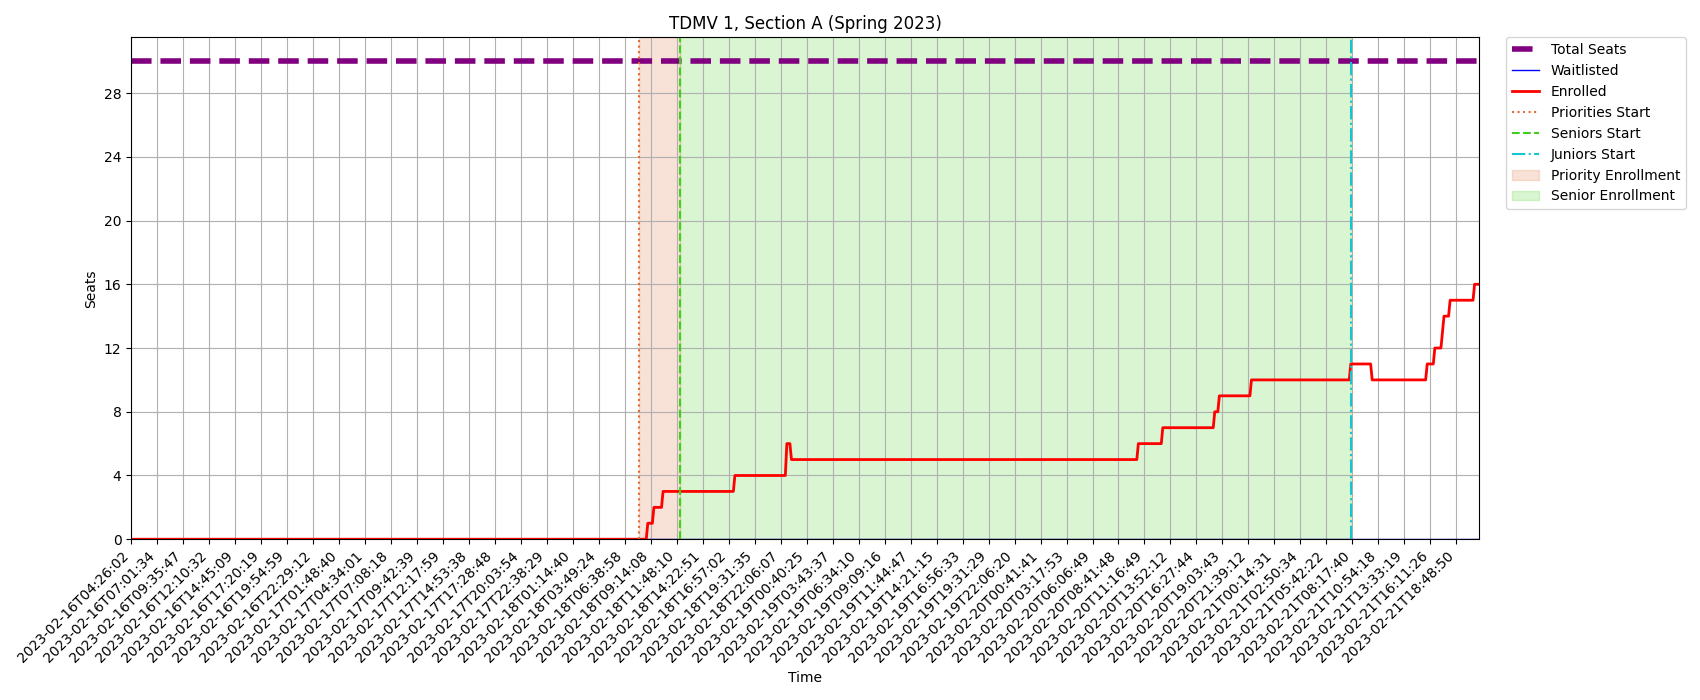 TDMV 1, Section A (Spring 2023)
Total Seats
Waitlisted
Enrolled
Priorities Start
Seniors Start
Juniors Start
Priority Enrollment
Senior Enrollment
Seats
28
24
20
16
12
8
4
0
2023-02-16T04:26:02
2023-02-16T07:01:34
2023-02-16T09:35:47
2023-02-16T12:10:32
2023-02-16T14:45:09
2023-02-16T17:20:19
2023-02-16T19:54:59
2023-02-16T22:29:12
2023-02-17T01:48:40
2023-02-17T04:34:01
2023-02-17T07:08:18
2023-02-17T09:42:39
2023-02-17T12:17:59
2023-02-17T14:53:38
2023-02-17T17:28:48
2023-02-17T20:03:54
2023-02-17T22:38:29
2023-02-18T01:14:40
2023-02-18T03:49:24
2023-02-18T06:38:58
2023-02-18T09:14:08
2023-02-18T11:48:10
2023-02-18T14:22:51
2023-02-18T16:57:02
2023-02-18T19:31:35
2023-02-18T22:06:07
2023-02-19T00:40:25
2023-02-19T03:43:37
2023-02-19T06:34:10
2023-02-19T09:09:16
2023-02-19T11:44:47
2023-02-19T14:21:15
2023-02-19T16:56:33
2023-02-19T19:31:29
2023-02-19T22:06:20
2023-02-20T00:41:41
2023-02-20T03:17:53
2023-02-20T06:06:49
2023-02-20T08:41:48
2023-02-20T11:16:49
2023-02-20T13:52:12
2023-02-20T16:27:44
2023-02-20T19:03:43
2023-02-20T21:39:12
2023-02-21T00:14:31
2023-02-21T02:50:34
2023-02-21T05:42:22
2023-02-21T08:17:40
2023-02-21T10:54:18
2023-02-21T13:33:19
2023-02-21T16:11:26
2023-02-21T18:48:50
Time